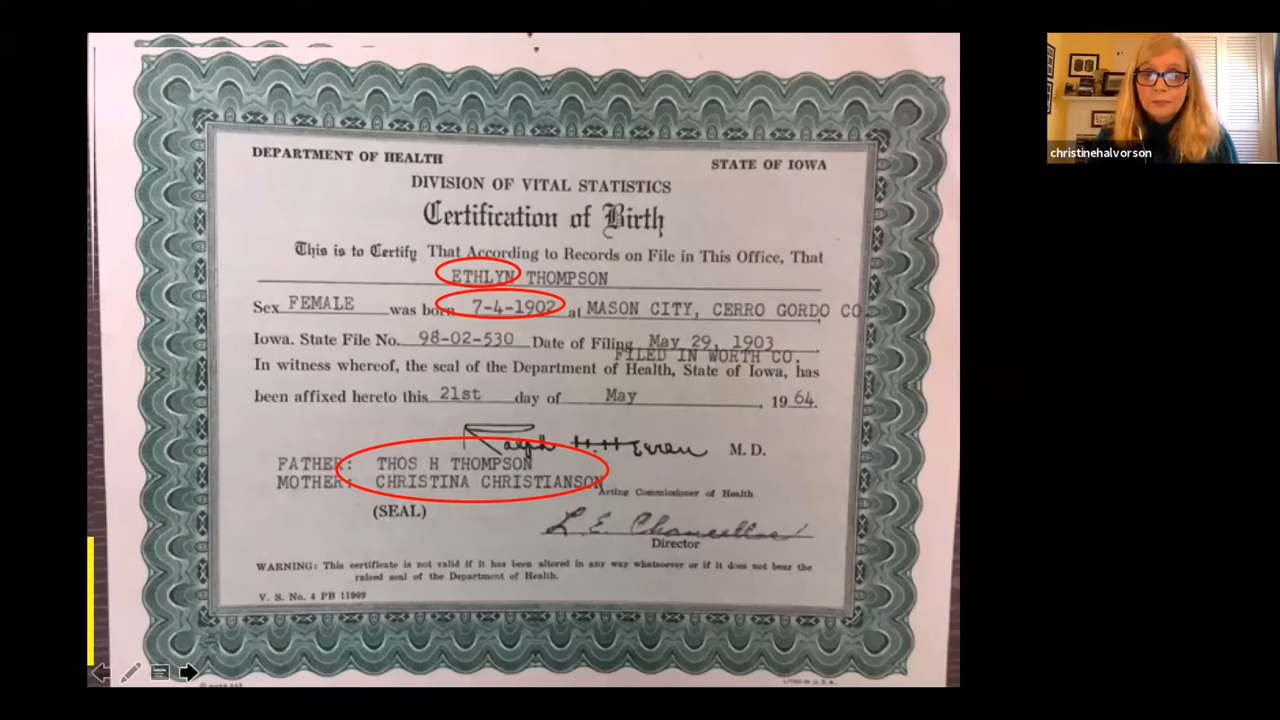 DEPARTMENT OF HEALTH STATE OF IOWA
DIVISION OF VITAL STATISTICS
Certification of Birth
This is to Certify That According to Records on File in This Office, That
ETHLYN THOMPSON
Sex FEMALE was born 7-4-1902 at MASON CITY, CERRO GORDO CO.
Iowa. State File No. 98-02-530 Date of Filing May 29, 1903
FILED IN WORTH CO.
In witness whereof, the seal of the Department of Health, State of Iowa, has
been affixed hereto this 21st day of May, 1964.
Ralph H. Heeren M. D.
FATHER: THOS H THOMPSON
MOTHER: CHRISTINA CHRISTIANSON
Acting Commissioner of Health
(SEAL)
L. E. Chancellor
Director
WARNING: This certificate is not valid if it has been altered in any way whatsoever or if it does not bear the
raised seal of the Department of Health.
V. S. No. 4 PB 11909
LITHO IN U. S. A.
christinehalvorson